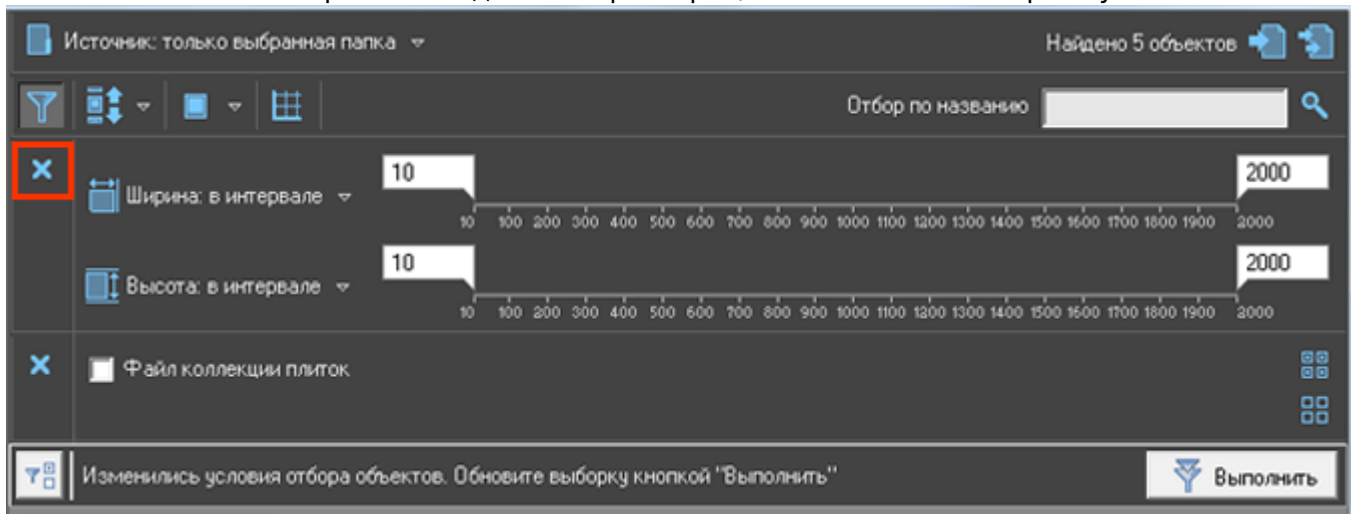 Источник: только выбранная папка
Найдено 5 объектов
Отбор по названию
10
2000
Ширина: в интервале
10 100 200 300 400 500 600 700 800 900 1000 1100 1200 1300 1400 1500 1600 1700 1800 1900 2000
10
2000
Высота: в интервале
10 100 200 300 400 500 600 700 800 900 1000 1100 1200 1300 1400 1500 1600 1700 1800 1900 2000
Файл коллекции плиток
Изменились условия отбора объектов. Обновите выборку кнопкой "Выполнить"
Выполнить